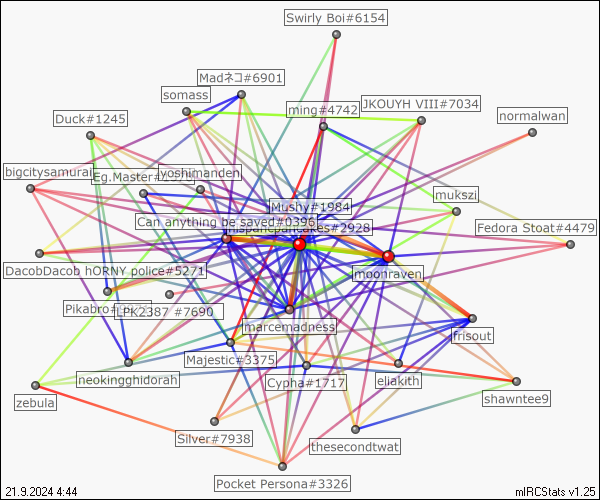 Swirly Boi#6154
Madネコ#6901
somass
ming#4742
JKOUYH VIII#7034
Duck#1245
normalwan
bigcitysamurai
Eg.Master#
lyoshimanden
mukszi
Mushy#1984
Can anything be saved#0396
#2928
Fedora Stoat#4479
DacobDacob hORNY police#5271
moonraven
Pikabro#
LPK2387 #7690
marcemadness
frisout
Majestic#3375
neokingghidorah
Cypha#1717
eliakith
zebula
shawntee9
Silver#7938
thesecondtwat
Pocket Persona#3326
21.9.2024 4:44
mIRCStats v1.25